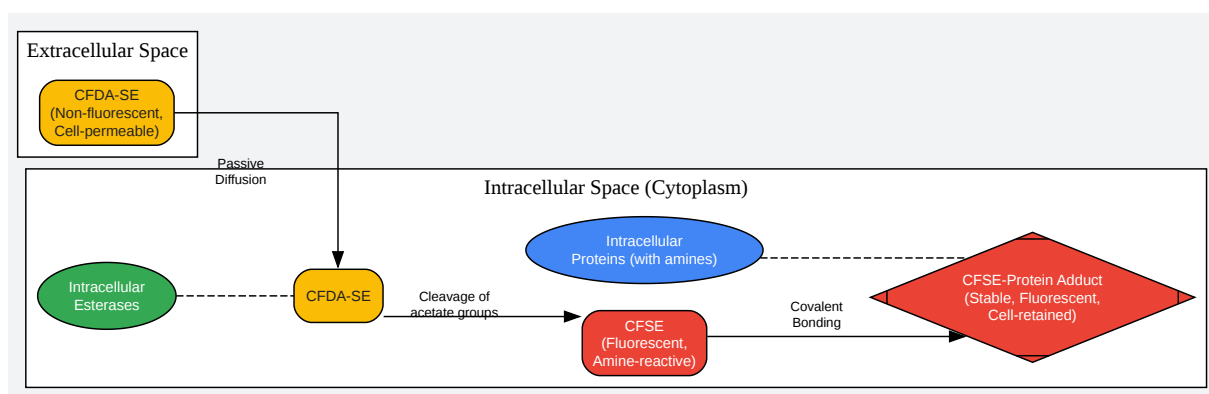 Extracellular Space
CFDA-SE
(Non-fluorescent,
Cell-permeable)
Passive
Diffusion
Intracellular Space (Cytoplasm)
Intracellular
Esterases
CFDA-SE
Cleavage of
acetate groups
Intracellular
Proteins (with amines)
CFSE
(Fluorescent,
Amine-reactive)
Covalent
Bonding
CFSE-Protein Adduct
(Stable, Fluorescent,
Cell-retained)